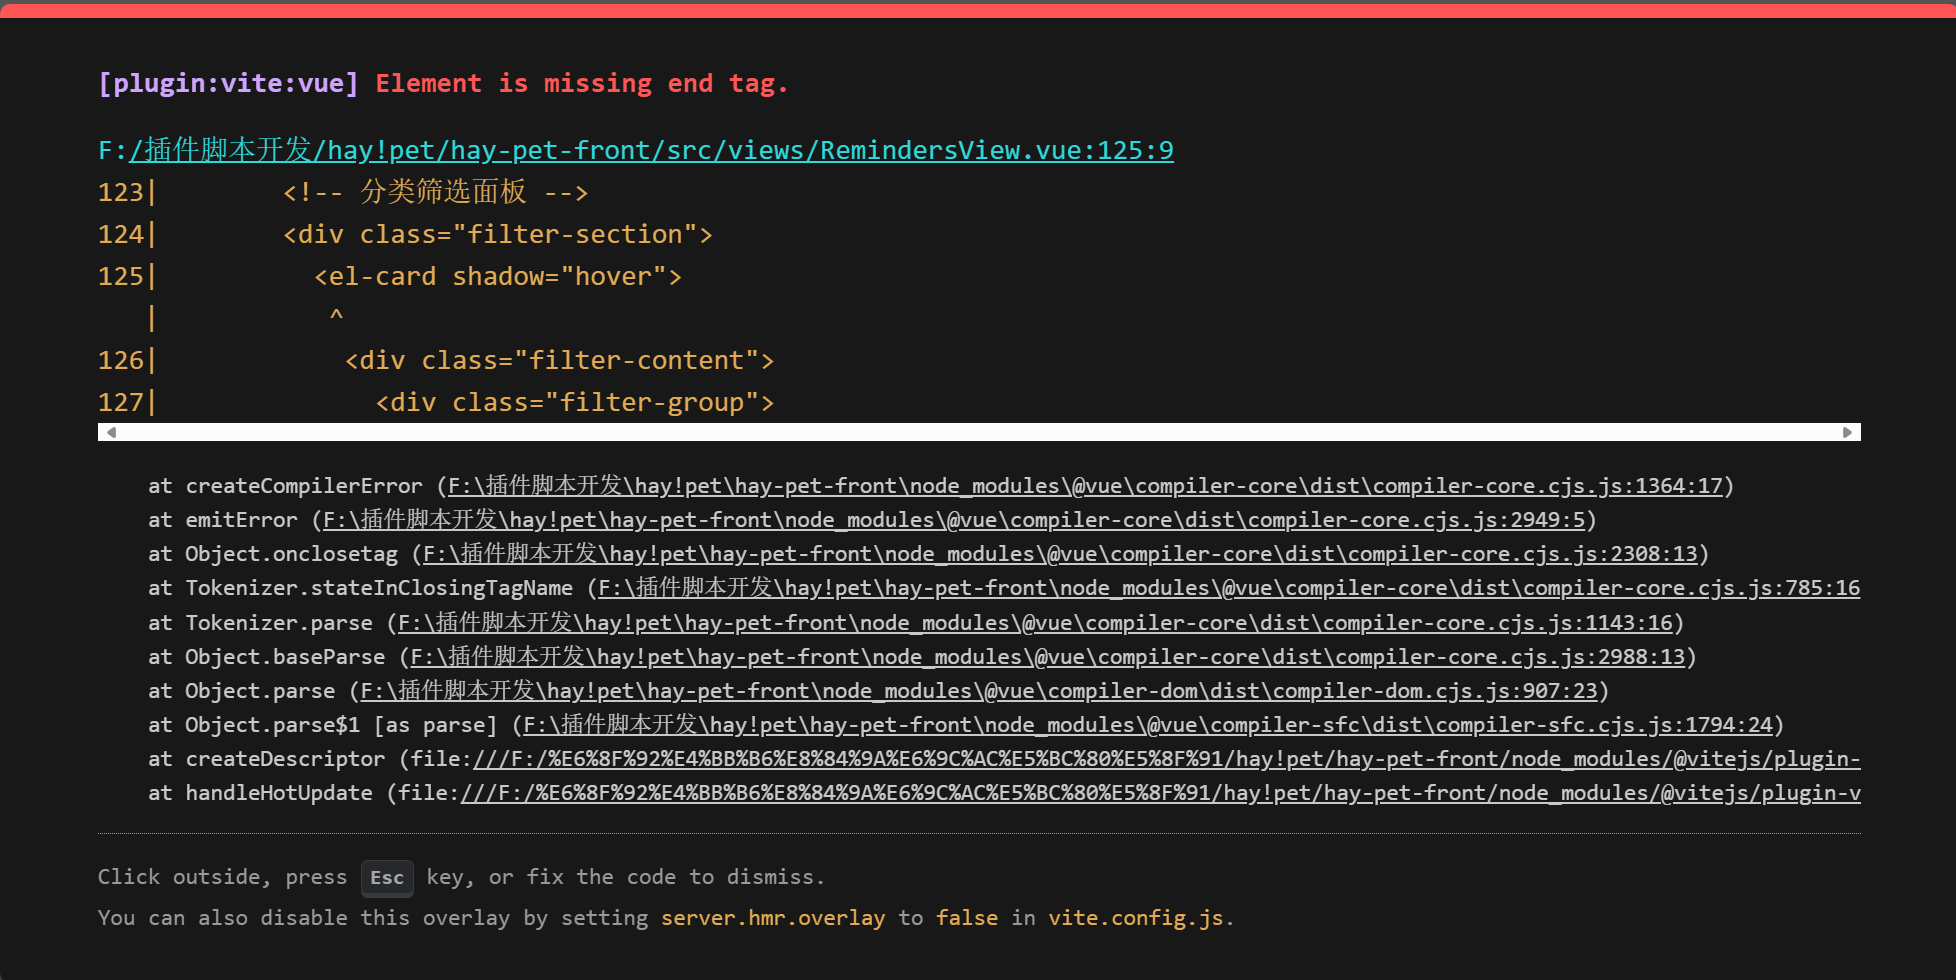 [plugin:vite:vue] Element is missing end tag.
F:/插件脚本开发/hay!pet/hay-pet-front/src/views/RemindersView.vue:125:9
123|        <!-- 分类筛选面板 -->
124|        <div class="filter-section">
125|          <el-card shadow="hover">
   |           ^
126|            <div class="filter-content">
127|              <div class="filter-group">
at createCompilerError (F:\插件脚本开发\hay!pet\hay-pet-front\node_modules\@vue\compiler-core\dist\compiler-core.cjs.js:1364:17)
at emitError (F:\插件脚本开发\hay!pet\hay-pet-front\node_modules\@vue\compiler-core\dist\compiler-core.cjs.js:2949:5)
at Object.onclosetag (F:\插件脚本开发\hay!pet\hay-pet-front\node_modules\@vue\compiler-core\dist\compiler-core.cjs.js:2308:13)
at Tokenizer.stateInClosingTagName (F:\插件脚本开发\hay!pet\hay-pet-front\node_modules\@vue\compiler-core\dist\compiler-core.cjs.js:785:16
at Tokenizer.parse (F:\插件脚本开发\hay!pet\hay-pet-front\node_modules\@vue\compiler-core\dist\compiler-core.cjs.js:1143:16)
at Object.baseParse (F:\插件脚本开发\hay!pet\hay-pet-front\node_modules\@vue\compiler-core\dist\compiler-core.cjs.js:2988:13)
at Object.parse (F:\插件脚本开发\hay!pet\hay-pet-front\node_modules\@vue\compiler-dom\dist\compiler-dom.cjs.js:907:23)
at Object.parse$1 [as parse] (F:\插件脚本开发\hay!pet\hay-pet-front\node_modules\@vue\compiler-sfc\dist\compiler-sfc.cjs.js:1794:24)
at createDescriptor (file:///F:/%E6%8F%92%E4%BB%B6%E8%84%9A%E6%9C%AC%E5%BC%80%E5%8F%91/hay!pet/hay-pet-front/node_modules/@vitejs/plugin-
at handleHotUpdate (file:///F:/%E6%8F%92%E4%BB%B6%E8%84%9A%E6%9C%AC%E5%BC%80%E5%8F%91/hay!pet/hay-pet-front/node_modules/@vitejs/plugin-v
Click outside, press Esc key, or fix the code to dismiss.
You can also disable this overlay by setting server.hmr.overlay to false in vite.config.js.